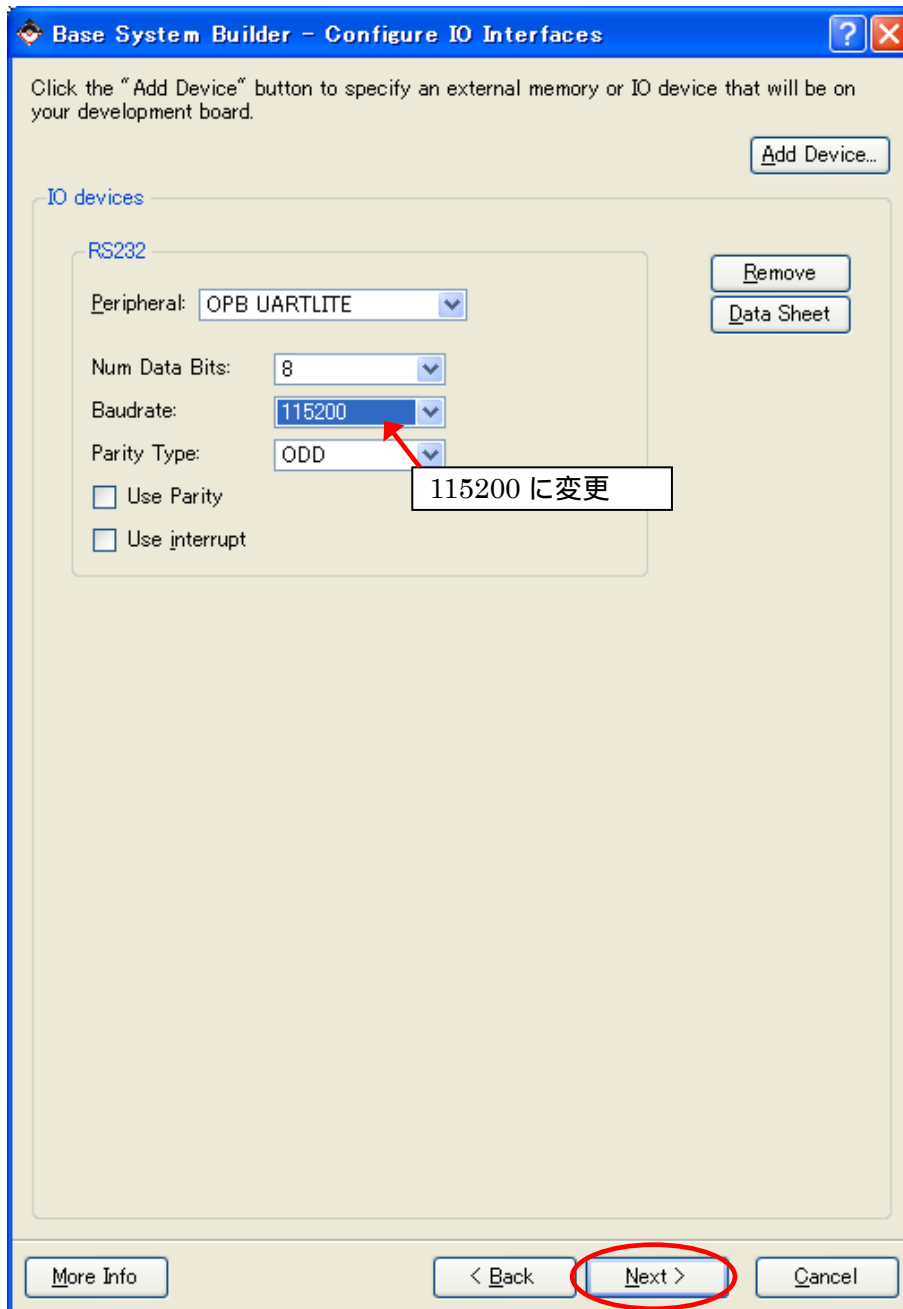 Base System Builder - Configure IO Interfaces
Click the "Add Device" button to specify an external memory or IO device that will be on
your development board.
Add Device...
IO devices
RS232
Remove
Peripheral: OPB UARTLITE
Data Sheet
Num Data Bits: 8
Baudrate: 115200
Parity Type: ODD
115200 に変更
Use Parity
Use interrupt
More Info
< Back
Next >
Cancel